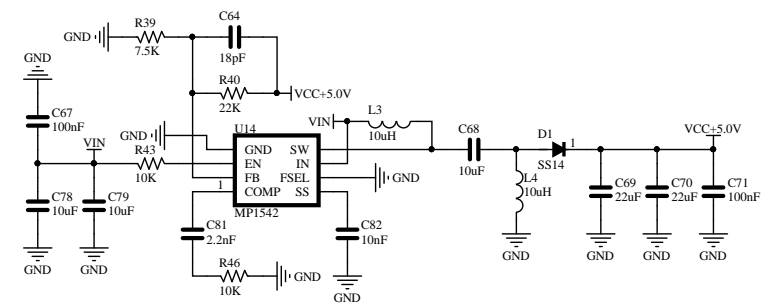 R39
7.5K
GND
C64
18pF
R40
22K
VCC+5.0V
GND
C67
100nF
VIN
R43
10K
GND
C78
10uF
GND
C79
10uF
GND
U14
GND
EN
FB
COMP
SW
IN
FSEL
SS
1
MP1542
VIN
L3
10uH
GND
C81
2.2nF
R46
10K
GND
C82
10nF
GND
C68
10uF
L4
10uH
GND
D1
1
SS14
VCC+5.0V
C69
22uF
GND
C70
22uF
GND
C71
100nF
GND